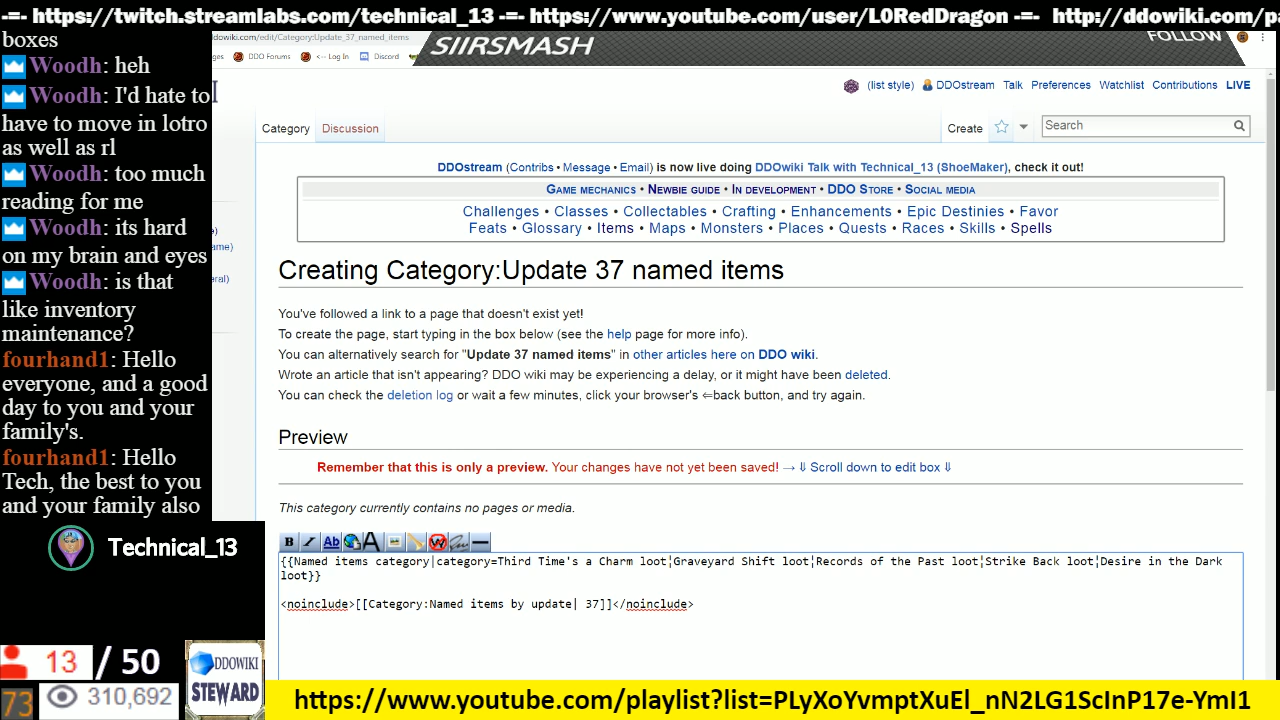 -=- https://twitch.streamlabs.com/technical_13 -=- https://www.youtube.com/user/L0RedDragon -=- http://ddowiki.com/p
boxes
Woodh: heh
Woodh: I'd hate to
have to move in lotro
as well as rl
Woodh: too much
reading for me
Woodh: its hard
on my brain and eyes
Woodh: is that
like inventory
maintenance?
fourhand1: Hello
everyone, and a good
day to you and your
family's.
fourhand1: Hello
Tech, the best to you
and your family also
Technical_13
13 / 50
73 310,692
DDOWIKI
STEWARD
.com/edit/Category:Update_37_named_items
ges DDO Forums <-- Log In Discord
SIIRSMASH
FOLLOW
(list style) DDOstream Talk Preferences Watchlist Contributions LIVE
Category Discussion Create Search
DDOstream (Contribs • Message • Email) is now live doing DDOwiki Talk with Technical_13 (ShoeMaker), check it out!
Game mechanics • Newbie guide • In development • DDO Store • Social media
Challenges • Classes • Collectables • Crafting • Enhancements • Epic Destinies • Favor
Feats • Glossary • Items • Maps • Monsters • Places • Quests • Races • Skills • Spells
Creating Category:Update 37 named items
You've followed a link to a page that doesn't exist yet!
To create the page, start typing in the box below (see the help page for more info).
You can alternatively search for "Update 37 named items" in other articles here on DDO wiki.
Wrote an article that isn't appearing? DDO wiki may be experiencing a delay, or it might have been deleted.
You can check the deletion log or wait a few minutes, click your browser's ⇐back button, and try again.
Preview
Remember that this is only a preview. Your changes have not yet been saved! → ⇓ Scroll down to edit box ⇓
This category currently contains no pages or media.
B I Ab A
{{Named items category|category=Third Time's a Charm loot¦Graveyard Shift loot¦Records of the Past loot¦Strike Back loot¦Desire in the Dark
loot}}
<noinclude>[[Category:Named items by update| 37]]</noinclude>
https://www.youtube.com/playlist?list=PLyXoYvmptXuEl_nN2LG1ScInP17e-YmI1